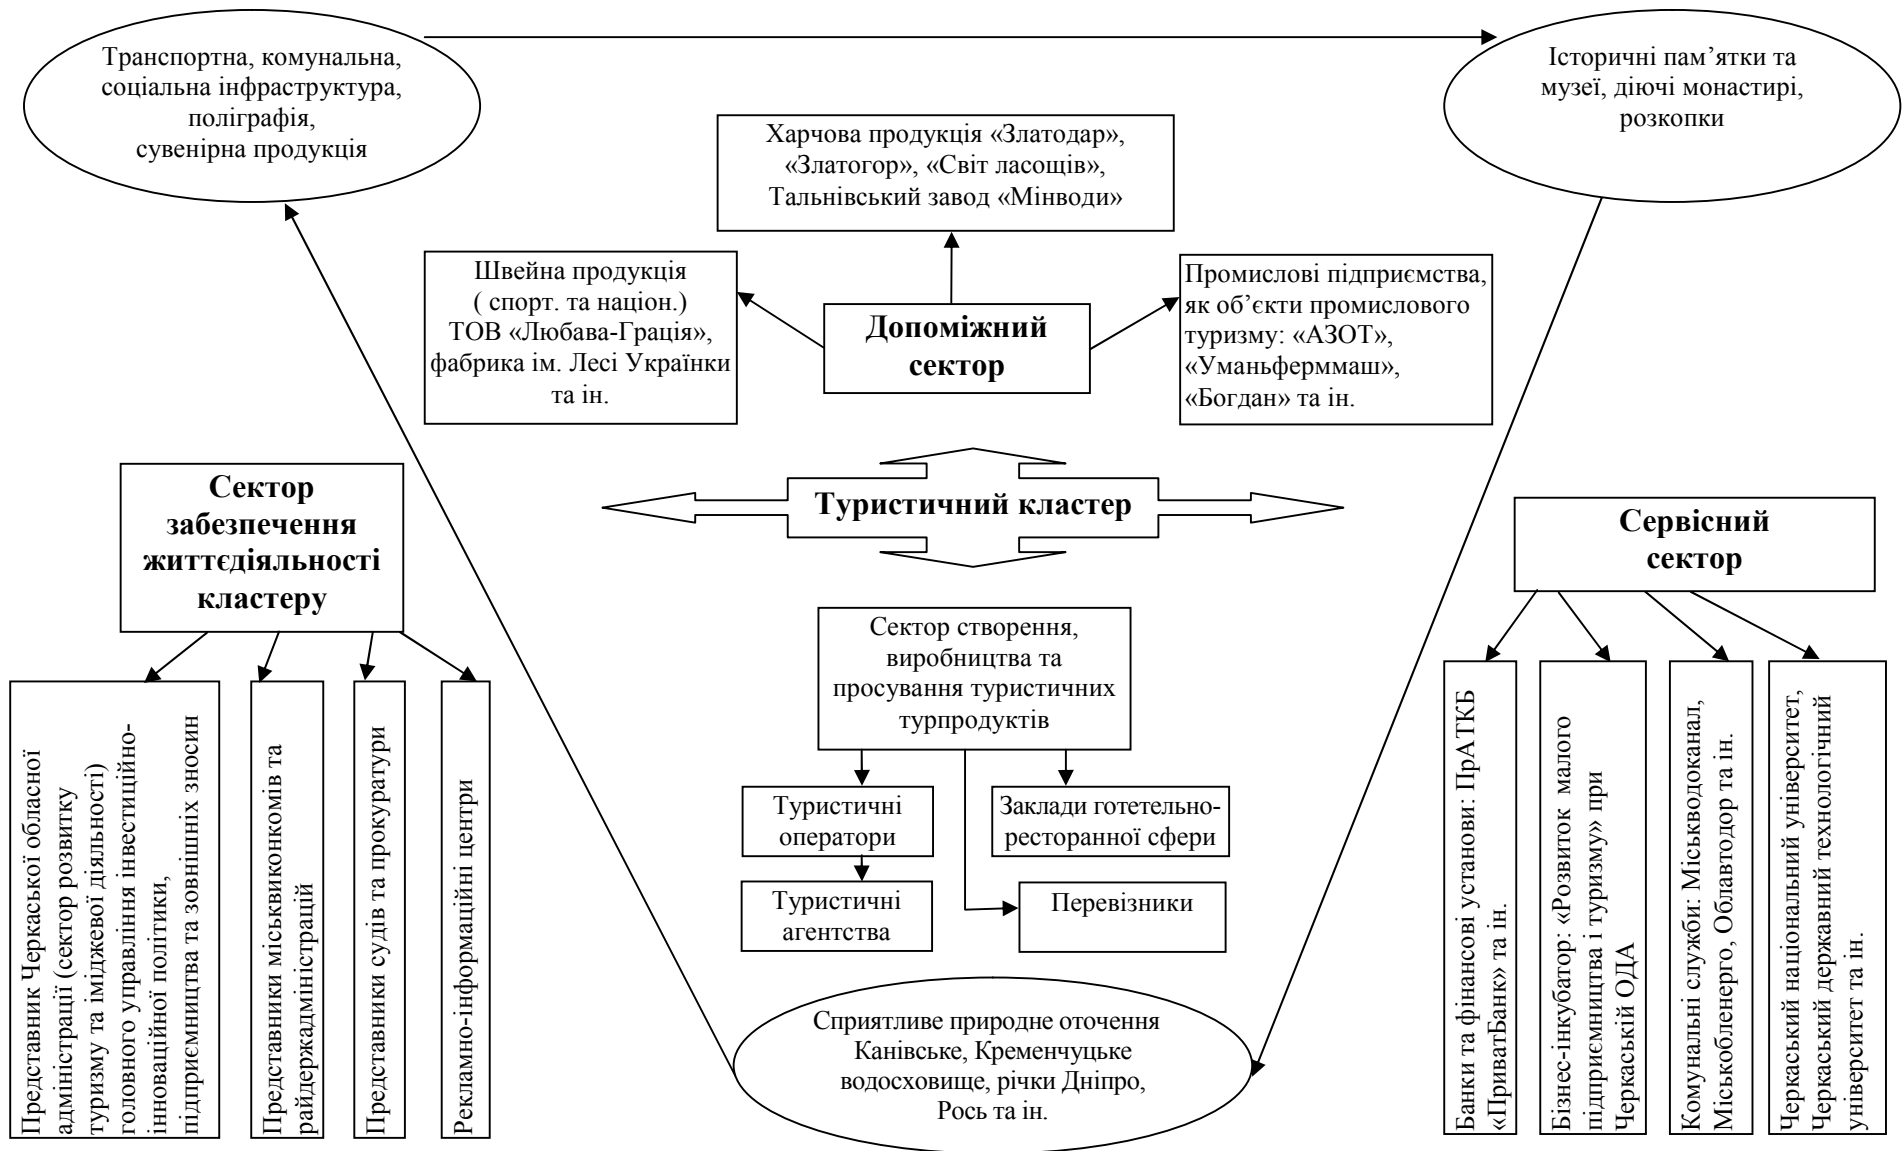 Транспортна, комунальна,
соціальна інфраструктура,
поліграфія,
сувенірна продукція
Історичні пам’ятки та
музеї, діючі монастирі,
розкопки
Харчова продукція «Златодар»,
«Златогор», «Світ ласощів»,
Тальнівський завод «Мінводи»
Швейна продукція
( спорт. та націон.)
ТОВ «Любава-Грація»,
фабрика ім. Лесі Українки
та ін.
Допоміжний
сектор
Промислові підприємства,
як об’єкти промислового
туризму: «АЗОТ»,
«Уманьферммаш»,
«Богдан» та ін.
Сектор
забезпечення
життєдіяльності
кластеру
Туристичний кластер
Сервісний
сектор
Сектор створення,
виробництва та
просування туристичних
турпродуктів
Туристичні
оператори
Заклади готетельно-
ресторанної сфери
Туристичні
агентства
Перевізники
Представник Черкаської обласної
адміністрації (сектор розвитку
туризму та іміджевої діяльності)
головного управління інвестиційно-
інноваційної політики,
підприємництва та зовнішніх зносин
Представники міськвиконкомів та
райдержадміністрацій
Представники судів та прокуратури
Рекламно-інформаційні центри
Банки та фінансові установи: ПрАТКБ
«ПриватБанк» та ін.
Бізнес-інкубатор: «Розвиток малого
підприємництва і туризму» при
Черкаській ОДА
Комунальні служби: Міськводоканал,
Міськобленерго, Облавтодор та ін.
Черкаський національний університет,
Черкаський державний технологічний
університет та ін.
Сприятливе природне оточення
Канівське, Кременчуцьке
водосховище, річки Дніпро,
Рось та ін.